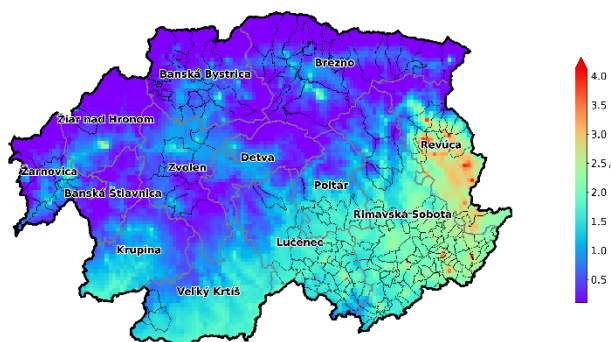 Banská Bystrica
Brezno
Žiar nad Hronom
Revúca
Žarnovica
Zvolen
Detva
Banská Štiavnica
Poltár
Rimavská Sobota
Krupina
Lučenec
Veľký Krtíš
4.0
3.5
3.0
2.5
2.0
1.5
1.0
0.5